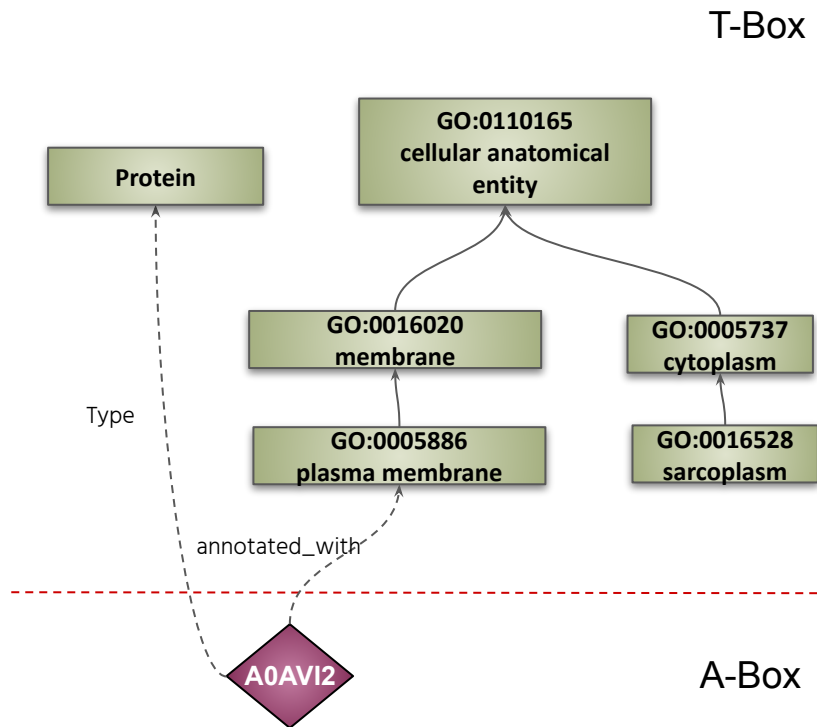 T-Box
GO:0110165
cellular anatomical
entity
Protein
GO:0016020
membrane
GO:0005737
cytoplasm
Type
GO:0005886
plasma membrane
GO:0016528
sarcoplasm
annotated_with
A0AVI2
A-Box